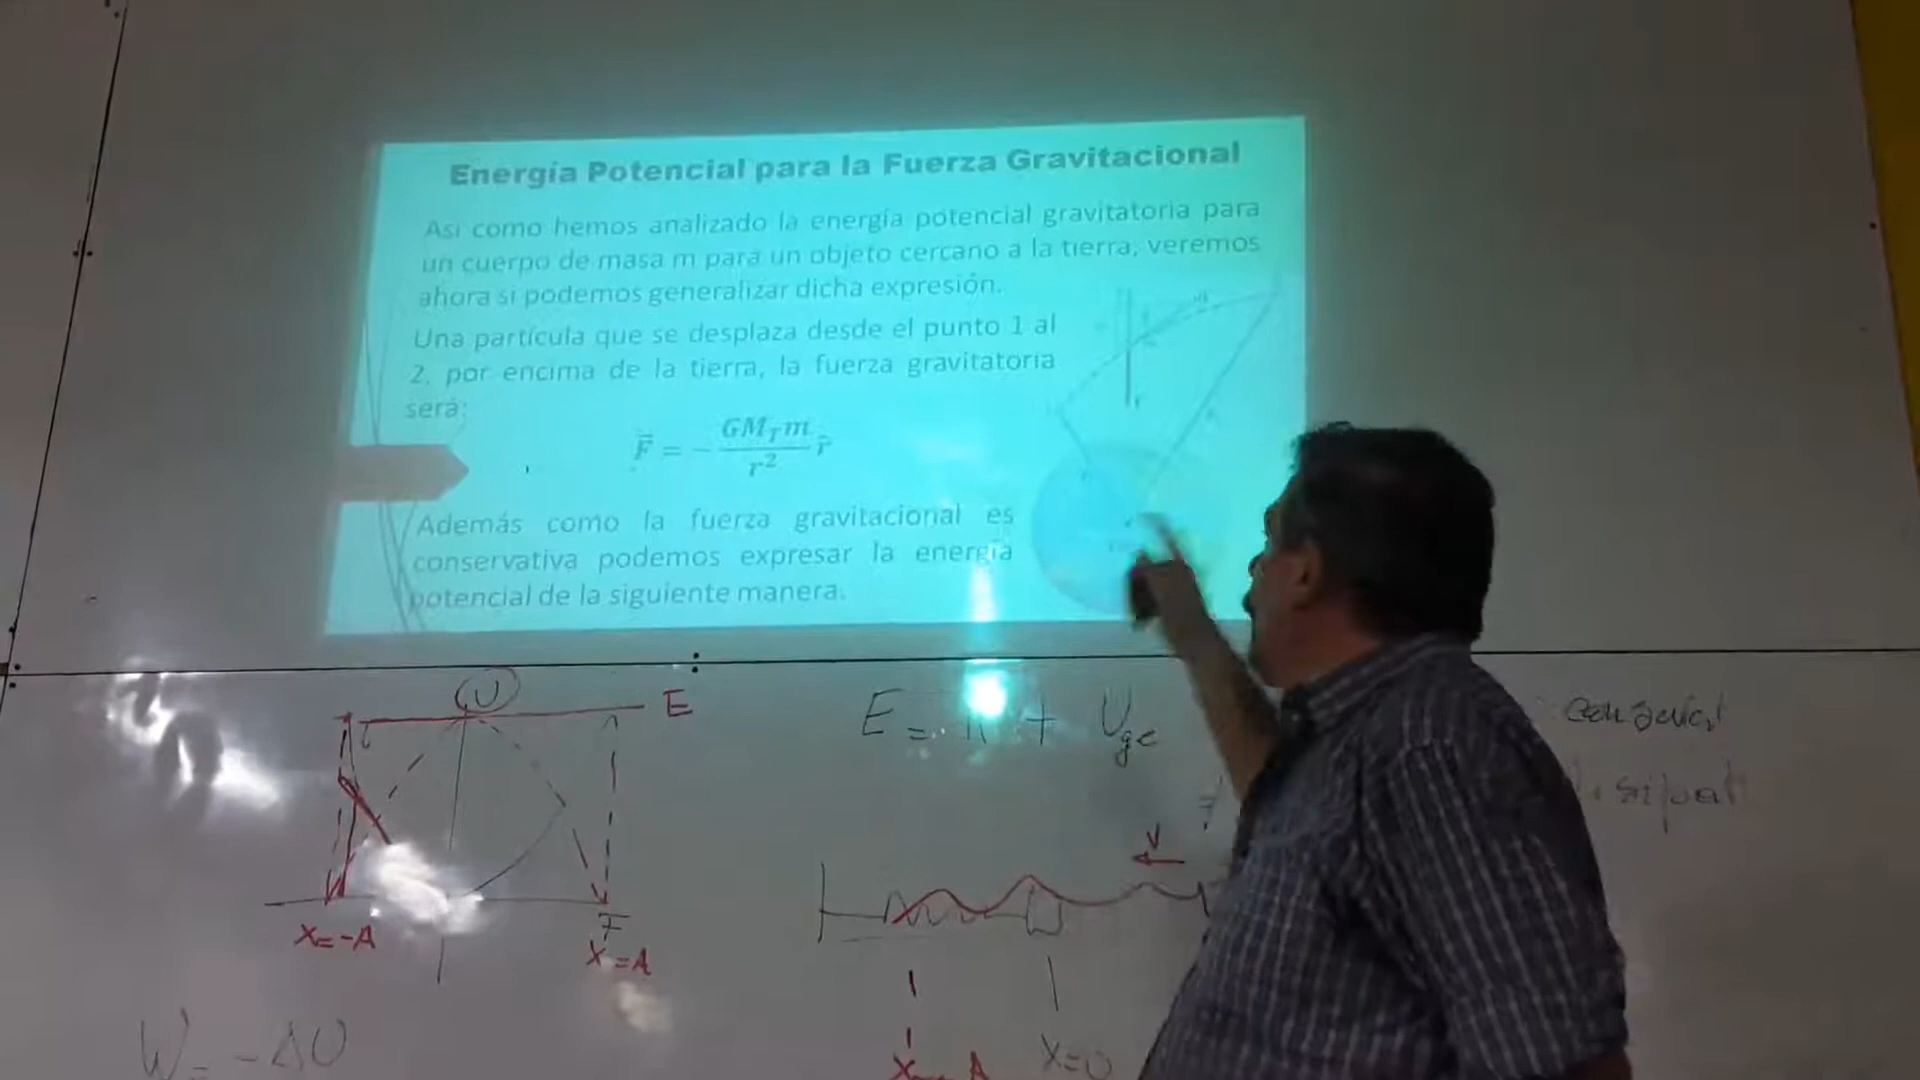 Energía Potencial para la Fuerza Gravitacional
Así como hemos analizado la energía potencial gravitatoria para
un cuerpo de masa m para un objeto cercano a la tierra, veremos
ahora si podemos generalizar dicha expresión.
Una partícula que se desplaza desde el punto 1 al
2, por encima de la tierra, la fuerza gravitatoria
será:
F⃗ = - GM_T m / r² r̂
Además como la fuerza gravitacional es
conservativa podemos expresar la energía
potencial de la siguiente manera.
U
E
E = K + Uge
i
V
F
X=-A
X=A
W = -ΔU
A
X=0